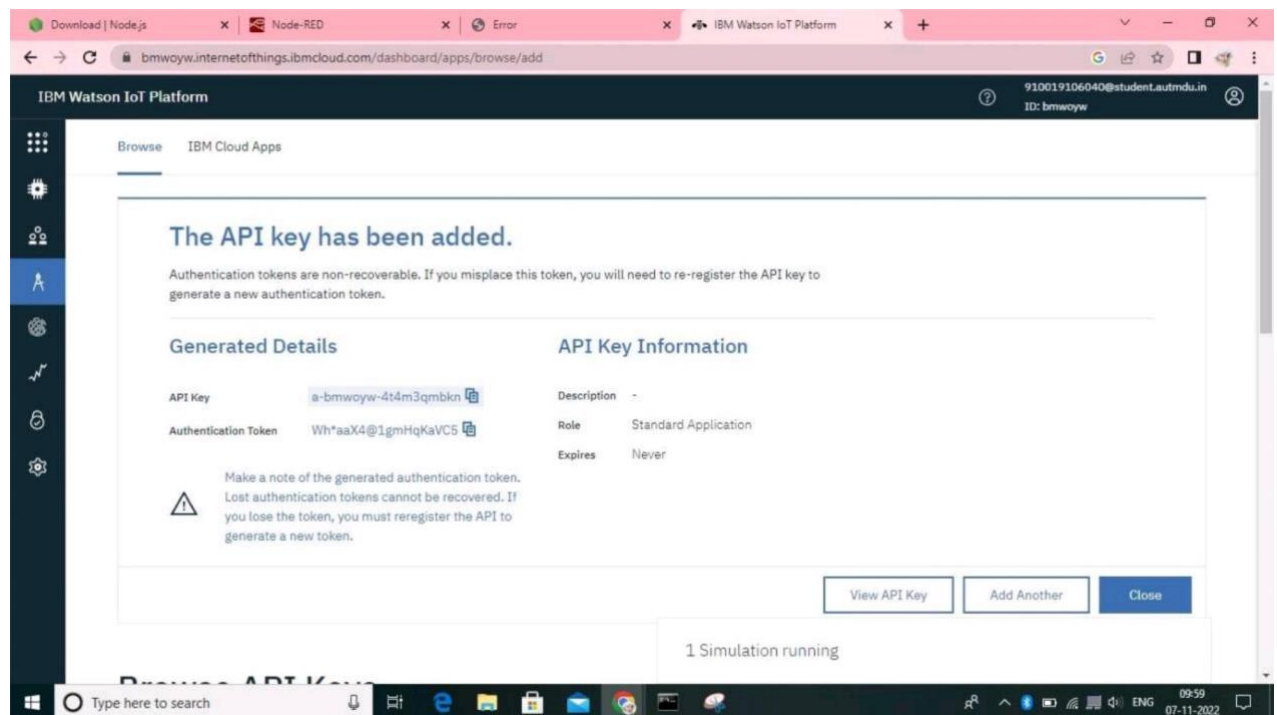 Download | Node.js
Node-RED
Error
IBM Watson IoT Platform
bmwoyw.internetofthings.ibmcloud.com/dashboard/apps/browse/add
IBM Watson IoT Platform
910019106040@student.autmdu.in
ID: bmwoyw
Browse IBM Cloud Apps
The API key has been added.
Authentication tokens are non-recoverable. If you misplace this token, you will need to re-register the API key to
generate a new authentication token.
Generated Details
API Key a-bmwoyw-4t4m3qmbkn
Authentication Token Wh*aaX4@1gmHqKaVC5
Make a note of the generated authentication token.
Lost authentication tokens cannot be recovered. If
you lose the token, you must reregister the API to
generate a new token.
API Key Information
Description -
Role Standard Application
Expires Never
View API Key Add Another Close
1 Simulation running
Browse API Keys
Type here to search
ENG
09:59
07-11-2022